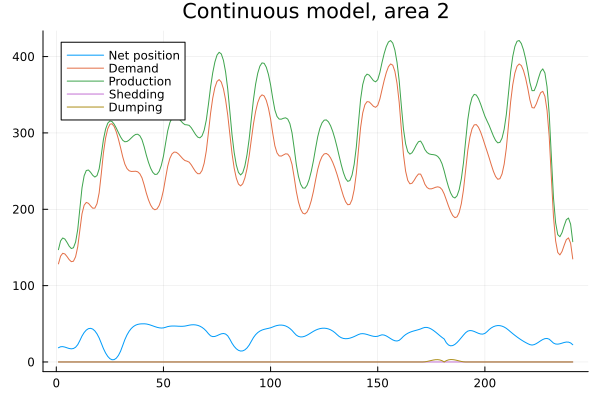 Continuous model, area 2
Net position
Demand
Production
Shedding
Dumping
400
300
200
100
0
0 50 100 150 200